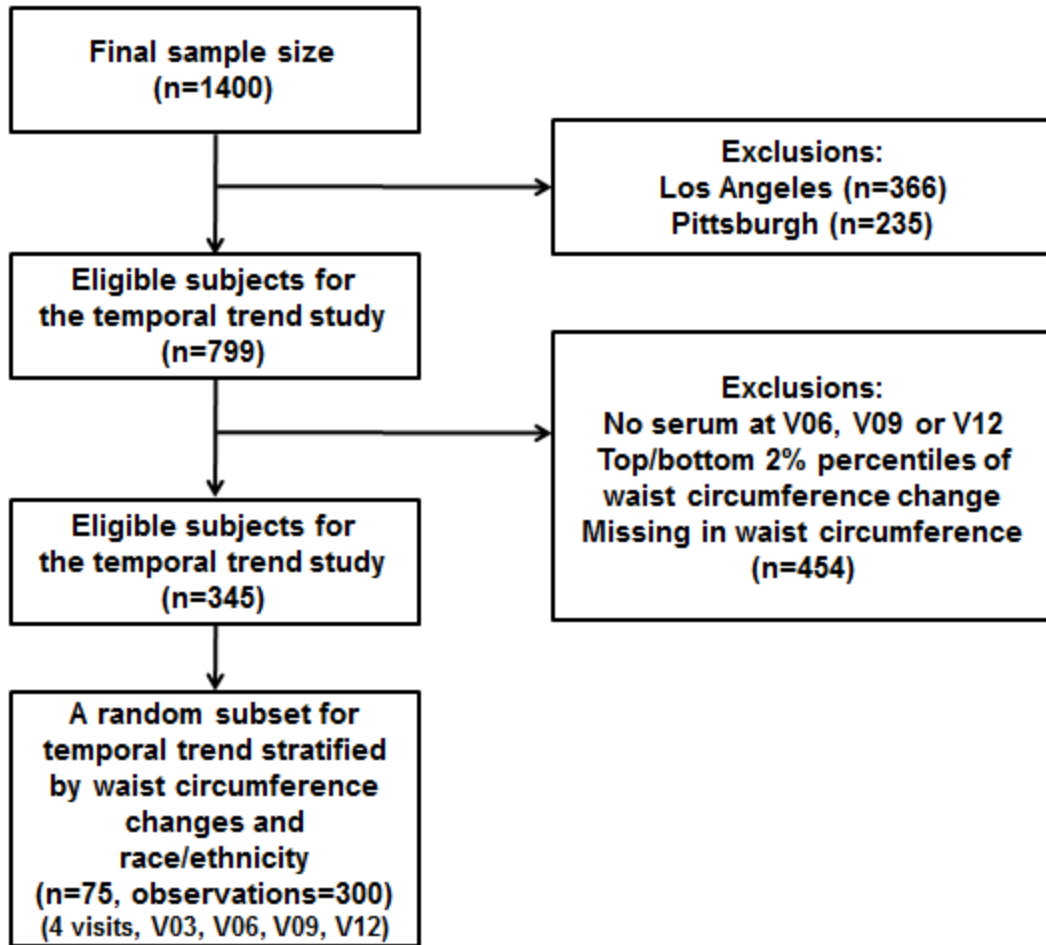 Final sample size
(n=1400)
Exclusions:
Los Angeles (n=366)
Pittsburgh (n=235)
Eligible subjects for
the temporal trend study
(n=799)
Exclusions:
No serum at V06, V09 or V12
Top/bottom 2% percentiles of
waist circumference change
Missing in waist circumference
(n=454)
Eligible subjects for
the temporal trend study
(n=345)
A random subset for
temporal trend stratified
by waist circumference
changes and
race/ethnicity
(n=75, observations=300)
(4 visits, V03, V06, V09, V12)